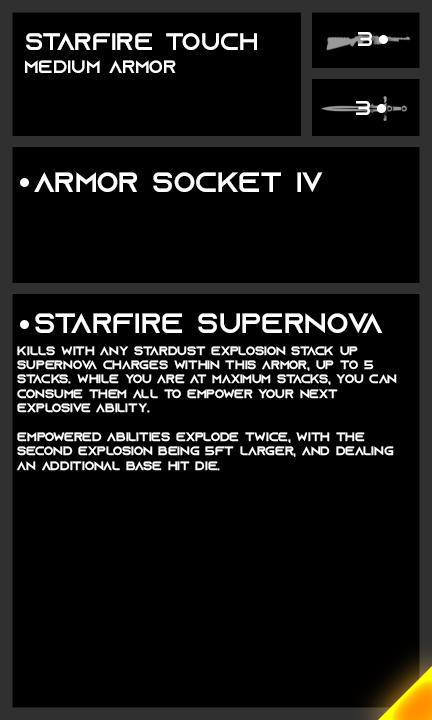 STARFIRE TOUCH
MEDIUM ARMOR
3•
3•
•ARMOR SOCKET IV
•STARFIRE SUPERNOVA
KILLS WITH ANY STARDUST EXPLOSION STACK UP
SUPERNOVA CHARGES WITHIN THIS ARMOR, UP TO 5
STACKS. WHILE YOU ARE AT MAXIMUM STACKS, YOU CAN
CONSUME THEM ALL TO EMPOWER YOUR NEXT
EXPLOSIVE ABILITY.
EMPOWERED ABILITIES EXPLODE TWICE, WITH THE
SECOND EXPLOSION BEING 5FT LARGER, AND DEALING
AN ADDITIONAL BASE HIT DIE.